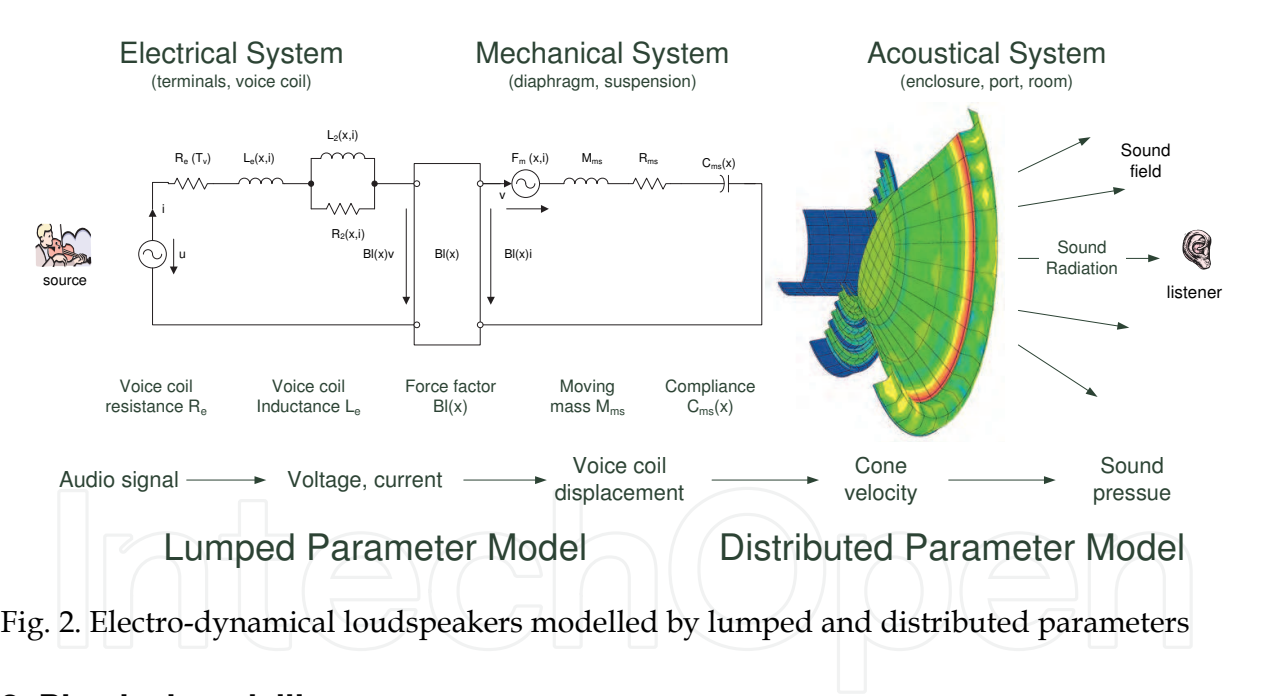 Electrical System
(terminals, voice coil)
Mechanical System
(diaphragm, suspension)
Acoustical System
(enclosure, port, room)
L₂(x,i)
Rₑ (Tᵥ)
Lₑ(x,i)
R₂(x,i)
i
u
source
Bl(x)v
Bl(x)
Bl(x)i
v
Fₘ (x,i)
Mₘₛ
Rₘₛ
Cₘₛ(x)
Sound
field
Sound
Radiation
listener
Voice coil
resistance Rₑ
Voice coil
Inductance Lₑ
Force factor
Bl(x)
Moving
mass Mₘₛ
Compliance
Cₘₛ(x)
Audio signal
Voltage, current
Voice coil
displacement
Cone
velocity
Sound
pressue
Lumped Parameter Model
Distributed Parameter Model
IntechOpen
Fig. 2. Electro-dynamical loudspeakers modelled by lumped and distributed parameters